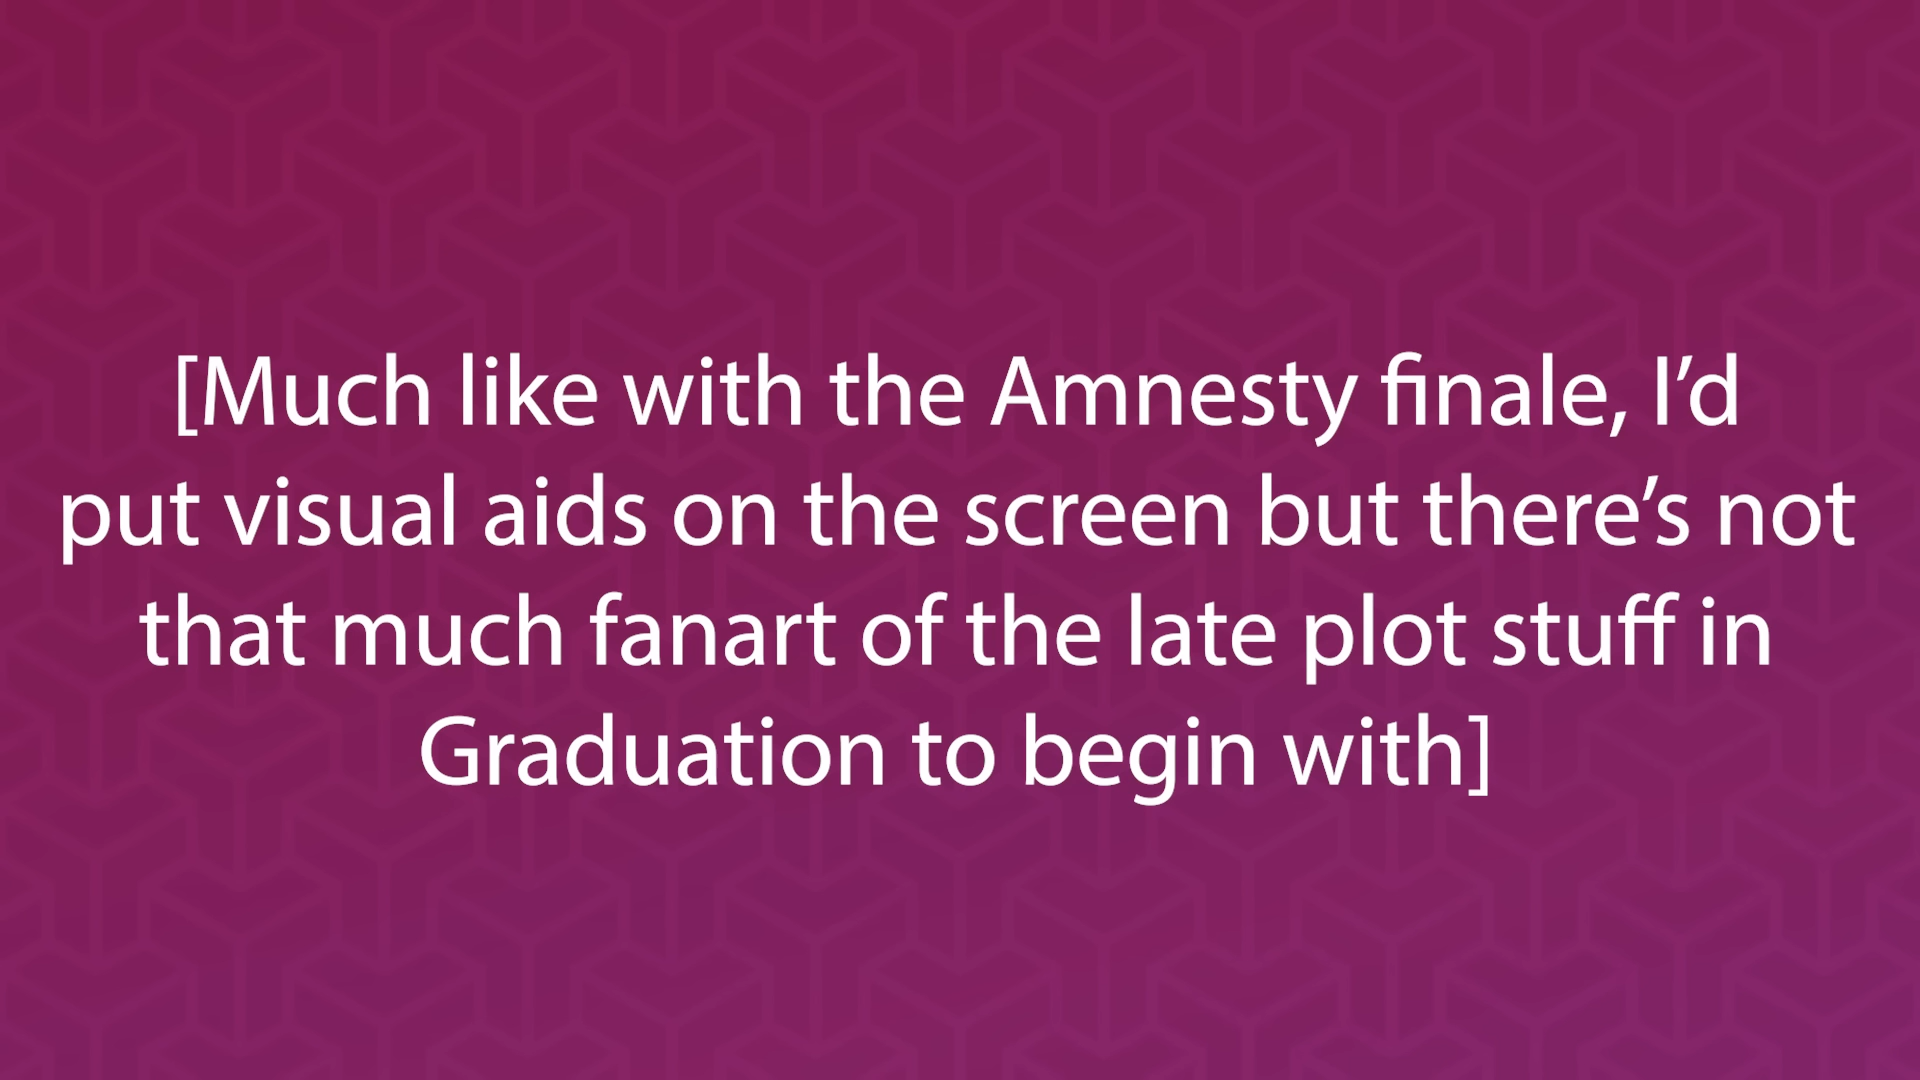 [Much like with the Amnesty finale, I’d
put visual aids on the screen but there’s not
that much fanart of the late plot stuff in
Graduation to begin with]